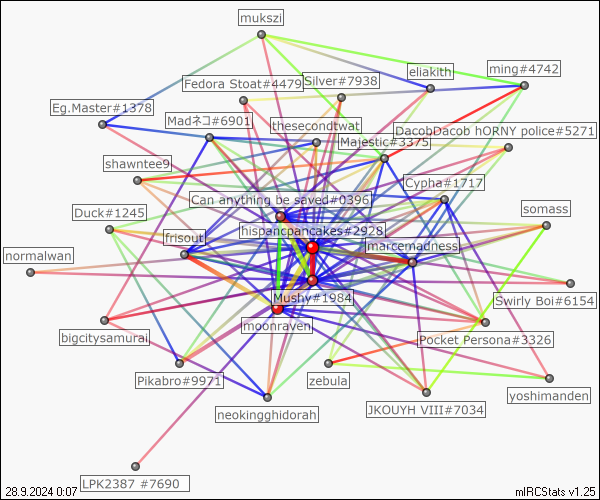 mukszi
eliakith
ming#4742
Fedora Stoat#4479
Silver#7938
Eg.Master#1378
Madネコ#6901
thesecondtwat
DacobDacob hORNY police#5271
Majestic#3375
shawntee9
Cypha#1717
Can anything be saved#0396
Duck#1245
somass
hispancpancakes#2928
frisout
marcemadness
normalwan
Mushy#1984
Swirly Boi#6154
moonraven
bigcitysamurai
Pocket Persona#3326
Pikabro#9971
zebula
yoshimanden
neokingghidorah
JKOUYH VIII#7034
LPK2387 #7690
28.9.2024 0:07
mIRCStats v1.25